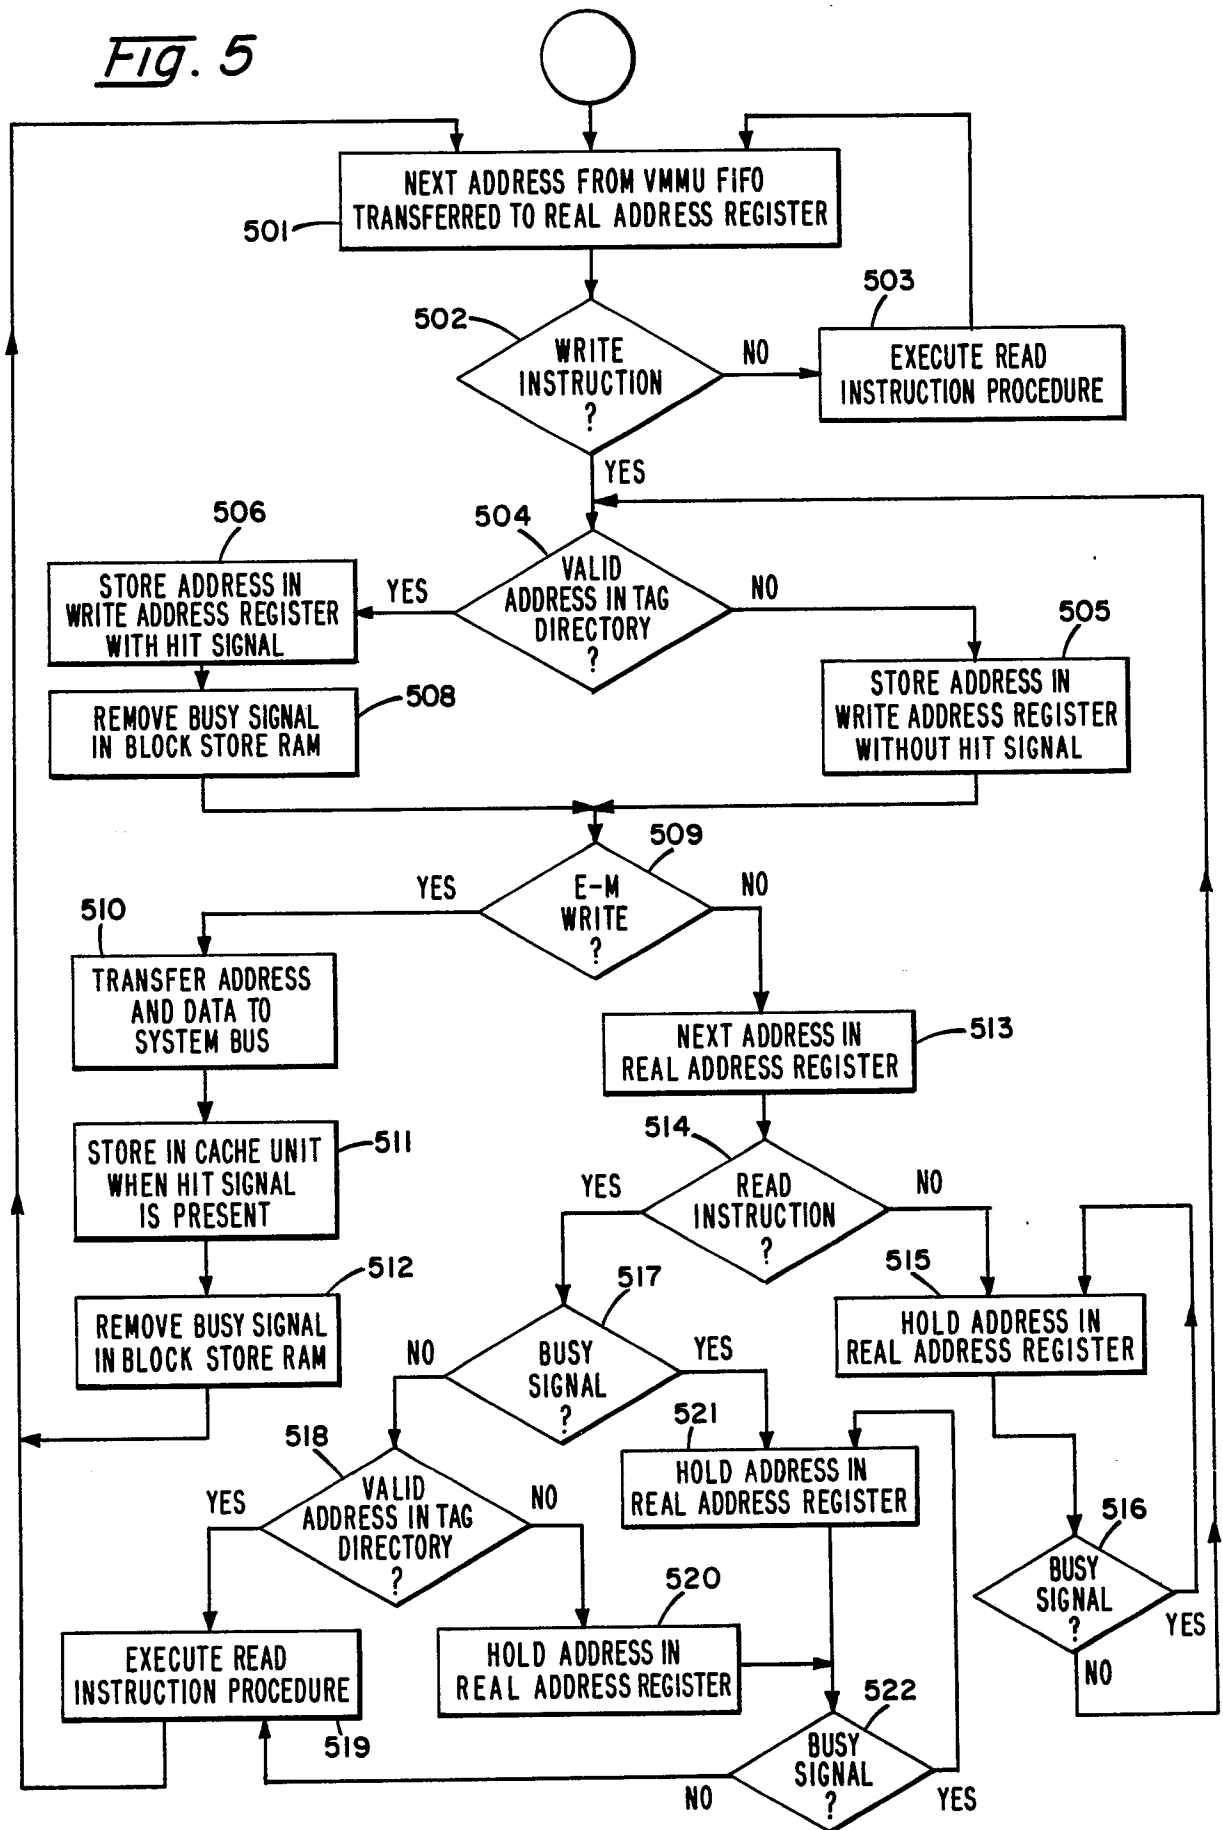 Fig. 5
NEXT ADDRESS FROM VMMU FIFO
TRANSFERRED TO REAL ADDRESS REGISTER
501
502
WRITE
INSTRUCTION
?
NO
503
EXECUTE READ
INSTRUCTION PROCEDURE
YES
504
VALID
ADDRESS IN TAG
DIRECTORY
?
YES
NO
506
STORE ADDRESS IN
WRITE ADDRESS REGISTER
WITH HIT SIGNAL
505
STORE ADDRESS IN
WRITE ADDRESS REGISTER
WITHOUT HIT SIGNAL
508
REMOVE BUSY SIGNAL
IN BLOCK STORE RAM
509
E-M
WRITE
?
YES
NO
510
TRANSFER ADDRESS
AND DATA TO
SYSTEM BUS
513
NEXT ADDRESS IN
REAL ADDRESS REGISTER
511
STORE IN CACHE UNIT
WHEN HIT SIGNAL
IS PRESENT
514
READ
INSTRUCTION
?
YES
NO
512
REMOVE BUSY SIGNAL
IN BLOCK STORE RAM
517
BUSY
SIGNAL
?
NO
YES
515
HOLD ADDRESS IN
REAL ADDRESS REGISTER
518
VALID
ADDRESS IN TAG
DIRECTORY
?
YES
NO
521
HOLD ADDRESS IN
REAL ADDRESS REGISTER
516
BUSY
SIGNAL
?
YES
NO
520
HOLD ADDRESS IN
REAL ADDRESS REGISTER
EXECUTE READ
INSTRUCTION PROCEDURE
519
522
BUSY
SIGNAL
?
NO
YES